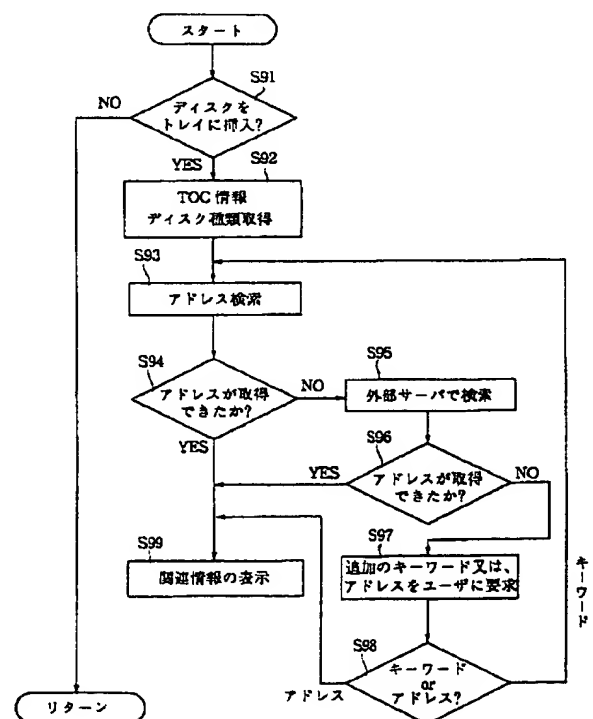 スタート
S91
NO
ディスクを
トレイに挿入?
YES
S92
TOC 情報
ディスク種類取得
S93
アドレス検索
S94
アドレスが取得
できたか?
NO
YES
S95
外部サーバで検索
S96
アドレスが取得
できたか?
YES
NO
S97
追加のキーワード又は、
アドレスをユーザに要求
S98
キーワード
or
アドレス?
アドレス
キーワード
S99
関連情報の表示
リターン